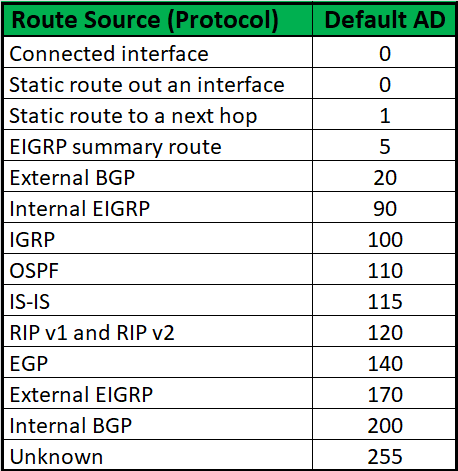 Route Source (Protocol) Default AD
Connected interface 0
Static route out an interface 0
Static route to a next hop 1
EIGRP summary route 5
External BGP 20
Internal EIGRP 90
IGRP 100
OSPF 110
IS-IS 115
RIP v1 and RIP v2 120
EGP 140
External EIGRP 170
Internal BGP 200
Unknown 255